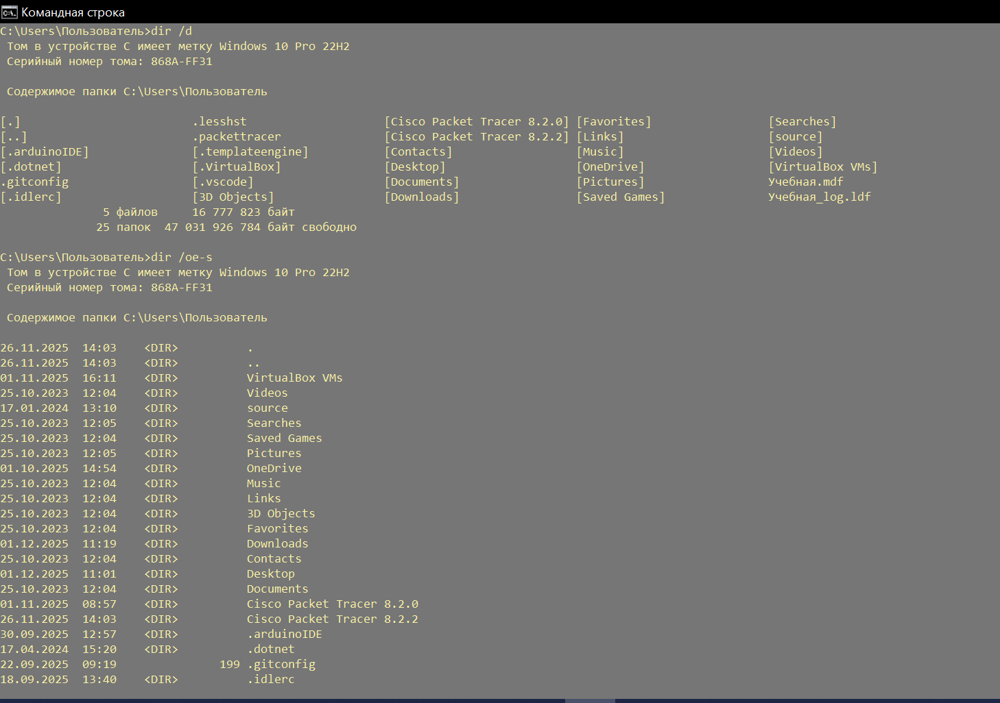 Командная строка
C:\Users\Пользователь>dir /d
Том в устройстве C имеет метку Windows 10 Pro 22H2
Серийный номер тома: 868A-FF31
Содержимое папки C:\Users\Пользователь
[.] .lesshst [Cisco Packet Tracer 8.2.0] [Favorites] [Searches]
[..] .packettracer [Cisco Packet Tracer 8.2.2] [Links] [source]
[.arduinoIDE] [.templateengine] [Contacts] [Music] [Videos]
[.dotnet] [.VirtualBox] [Desktop] [OneDrive] [VirtualBox VMs]
.gitconfig [.vscode] [Documents] [Pictures] Учебная.mdf
[.idlerc] [3D Objects] [Downloads] [Saved Games] Учебная_log.ldf
5 файлов 16 777 823 байт
25 папок 47 031 926 784 байт свободно
C:\Users\Пользователь>dir /oe-s
Том в устройстве C имеет метку Windows 10 Pro 22H2
Серийный номер тома: 868A-FF31
Содержимое папки C:\Users\Пользователь
26.11.2025 14:03 <DIR> .
26.11.2025 14:03 <DIR> ..
01.11.2025 16:11 <DIR> VirtualBox VMs
25.10.2023 12:04 <DIR> Videos
17.01.2024 13:10 <DIR> source
25.10.2023 12:05 <DIR> Searches
25.10.2023 12:04 <DIR> Saved Games
25.10.2023 12:05 <DIR> Pictures
01.10.2025 14:54 <DIR> OneDrive
25.10.2023 12:04 <DIR> Music
25.10.2023 12:04 <DIR> Links
25.10.2023 12:04 <DIR> 3D Objects
25.10.2023 12:04 <DIR> Favorites
01.12.2025 11:19 <DIR> Downloads
25.10.2023 12:04 <DIR> Contacts
01.12.2025 11:01 <DIR> Desktop
25.10.2023 12:04 <DIR> Documents
01.11.2025 08:57 <DIR> Cisco Packet Tracer 8.2.0
26.11.2025 14:03 <DIR> Cisco Packet Tracer 8.2.2
30.09.2025 12:57 <DIR> .arduinoIDE
17.04.2024 15:20 <DIR> .dotnet
22.09.2025 09:19 199 .gitconfig
18.09.2025 13:40 <DIR> .idlerc